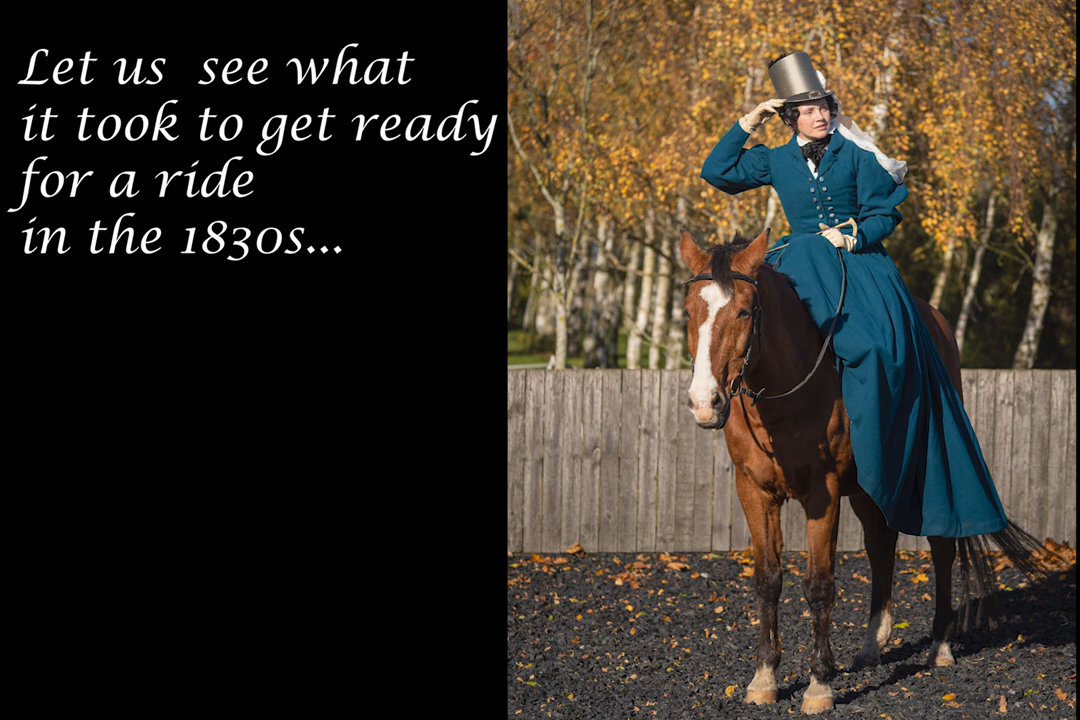 Let us see what
it took to get ready
for a ride
in the 1830s...